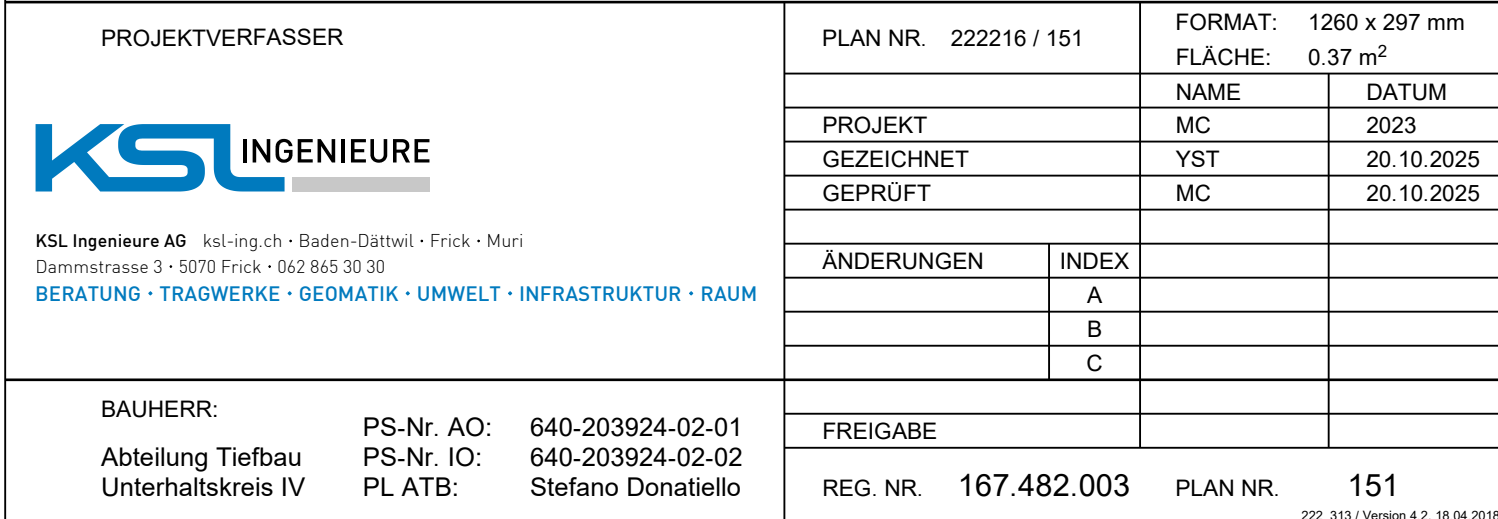 PROJEKTVERFASSER
KSL INGENIEURE
KSL Ingenieure AG ksl-ing.ch · Baden-Dättwil · Frick · Muri
Dammstrasse 3 · 5070 Frick · 062 865 30 30
BERATUNG · TRAGWERKE · GEOMATIK · UMWELT · INFRASTRUKTUR · RAUM
PLAN NR. 222216 / 151
FORMAT: 1260 x 297 mm
FLÄCHE: 0.37 m²
NAME DATUM
PROJEKT MC 2023
GEZEICHNET YST 20.10.2025
GEPRÜFT MC 20.10.2025
ÄNDERUNGEN INDEX
A
B
C
BAUHERR:
Abteilung Tiefbau
Unterhaltskreis IV
PS-Nr. AO: 640-203924-02-01
PS-Nr. IO: 640-203924-02-02
PL ATB: Stefano Donatiello
FREIGABE
REG. NR. 167.482.003 PLAN NR. 151
222_313 / Version 4.2, 18.04.2018